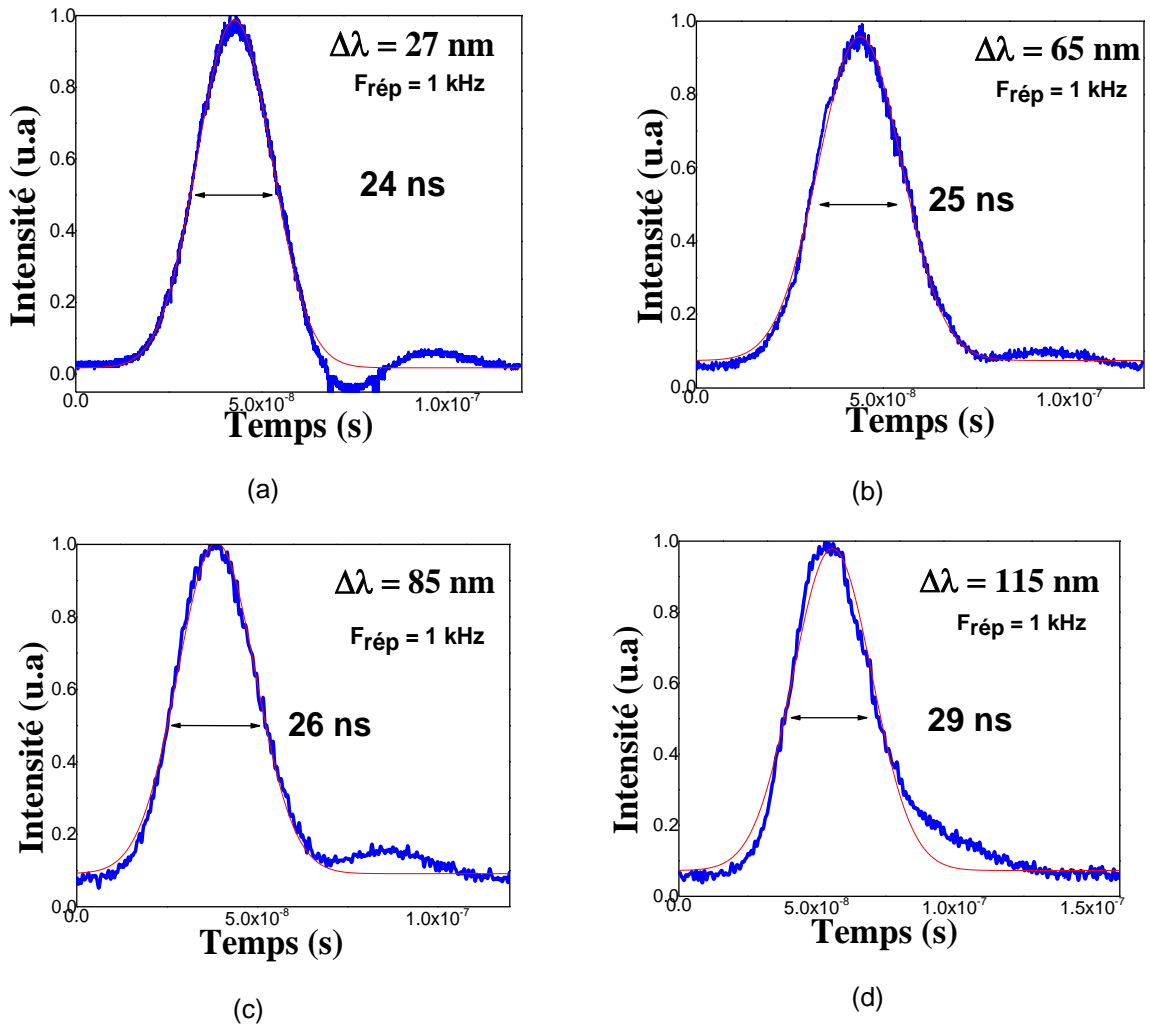 Δλ = 27 nm
Frép = 1 kHz
24 ns
Intensité (u.a)
1.0
0.8
0.6
0.4
0.2
0.0
0.0
5.0x10-8
1.0x10-7
Temps (s)
(a)
Δλ = 65 nm
Frép = 1 kHz
25 ns
Intensité (u.a)
1.0
0.8
0.6
0.4
0.2
0.0
0.0
5.0x10-8
1.0x10-7
Temps (s)
(b)
Δλ = 85 nm
Frép = 1 kHz
26 ns
Intensité (u.a)
1.0
0.8
0.6
0.4
0.2
0.0
0.0
5.0x10-8
1.0x10-7
Temps (s)
(c)
Δλ = 115 nm
Frép = 1 kHz
29 ns
Intensité (u.a)
1.0
0.8
0.6
0.4
0.2
0.0
0.0
5.0x10-8
1.0x10-7
1.5x10-7
Temps (s)
(d)